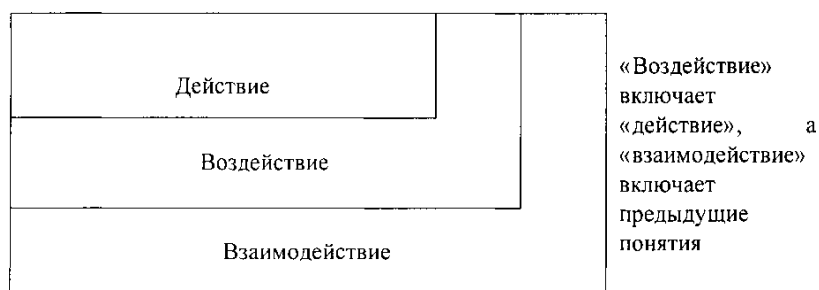 Действие
Воздействие
Взаимодействие
«Воздействие»
включает
«действие», а
«взаимодействие»
включает
предыдущие
понятия